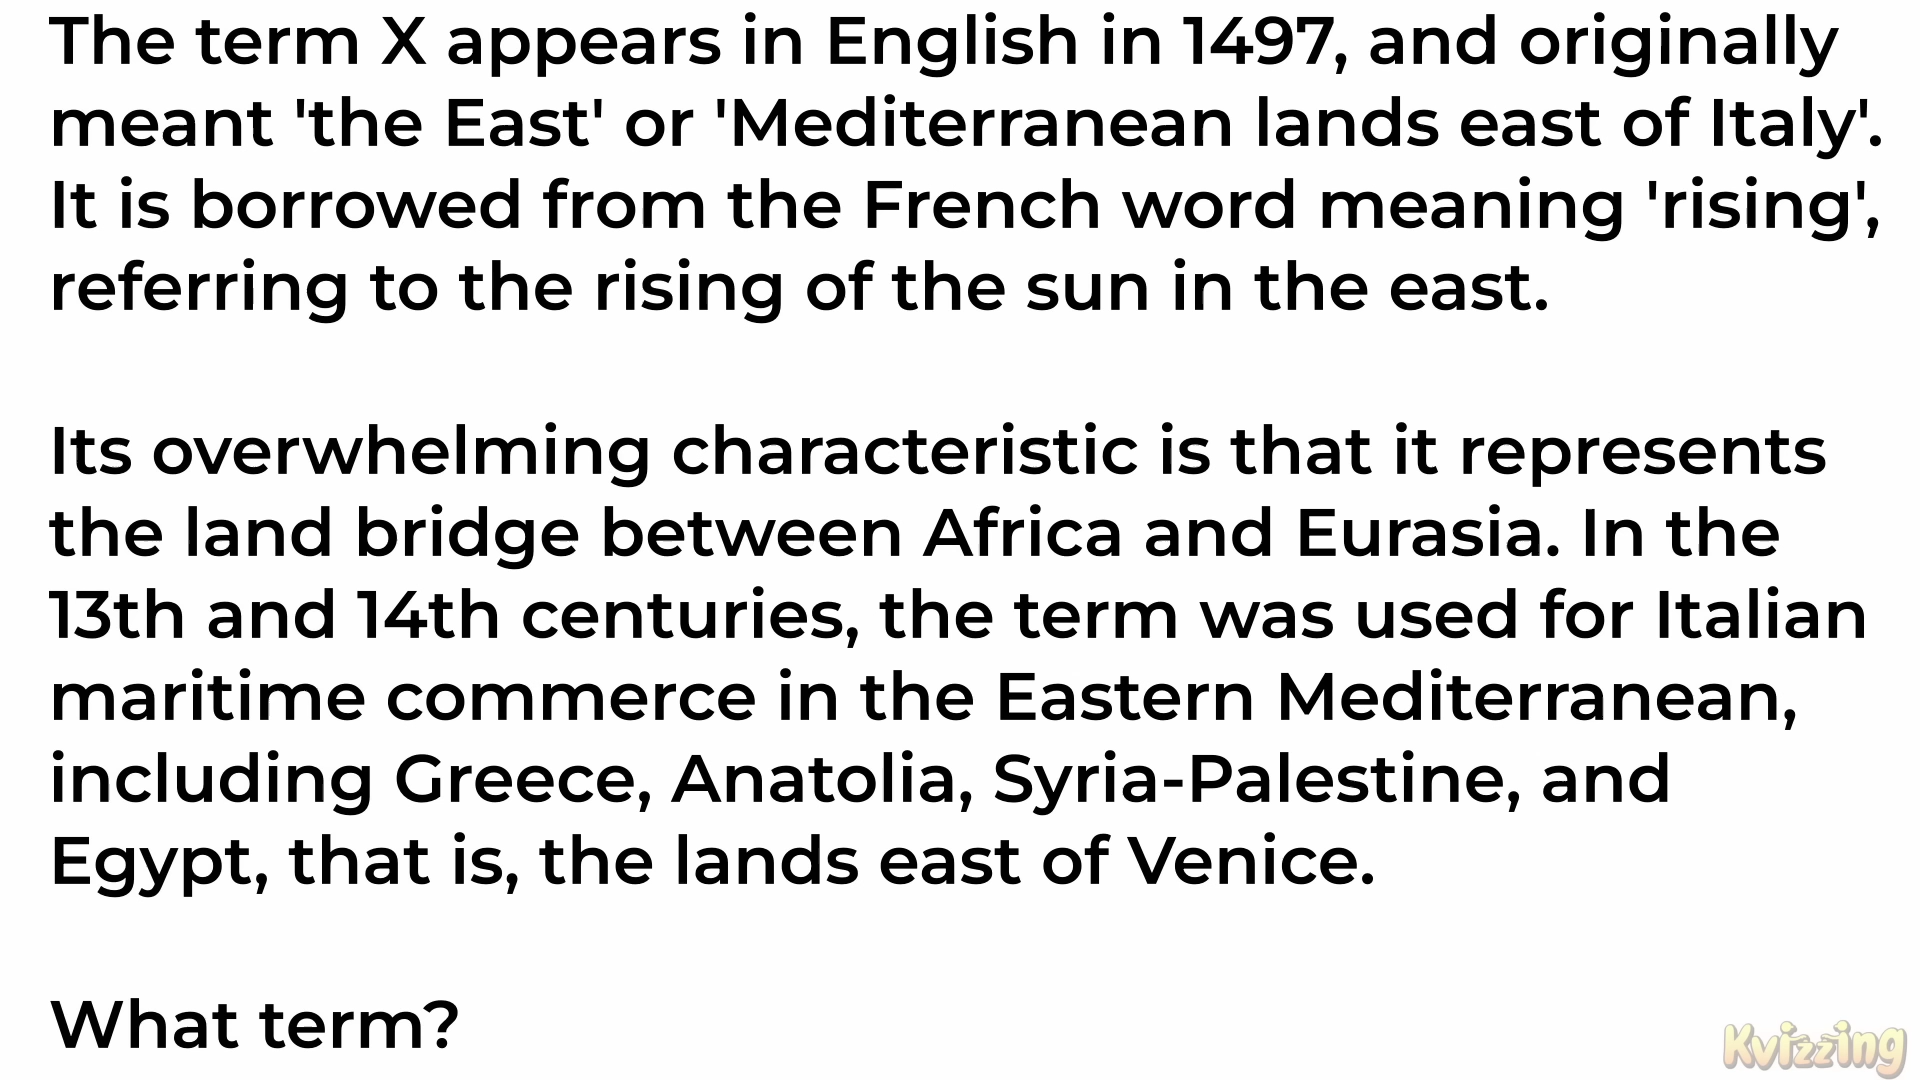 The term X appears in English in 1497, and originally
meant 'the East' or 'Mediterranean lands east of Italy'.
It is borrowed from the French word meaning 'rising',
referring to the rising of the sun in the east.
Its overwhelming characteristic is that it represents
the land bridge between Africa and Eurasia. In the
13th and 14th centuries, the term was used for Italian
maritime commerce in the Eastern Mediterranean,
including Greece, Anatolia, Syria-Palestine, and
Egypt, that is, the lands east of Venice.
What term?
Kvizzing